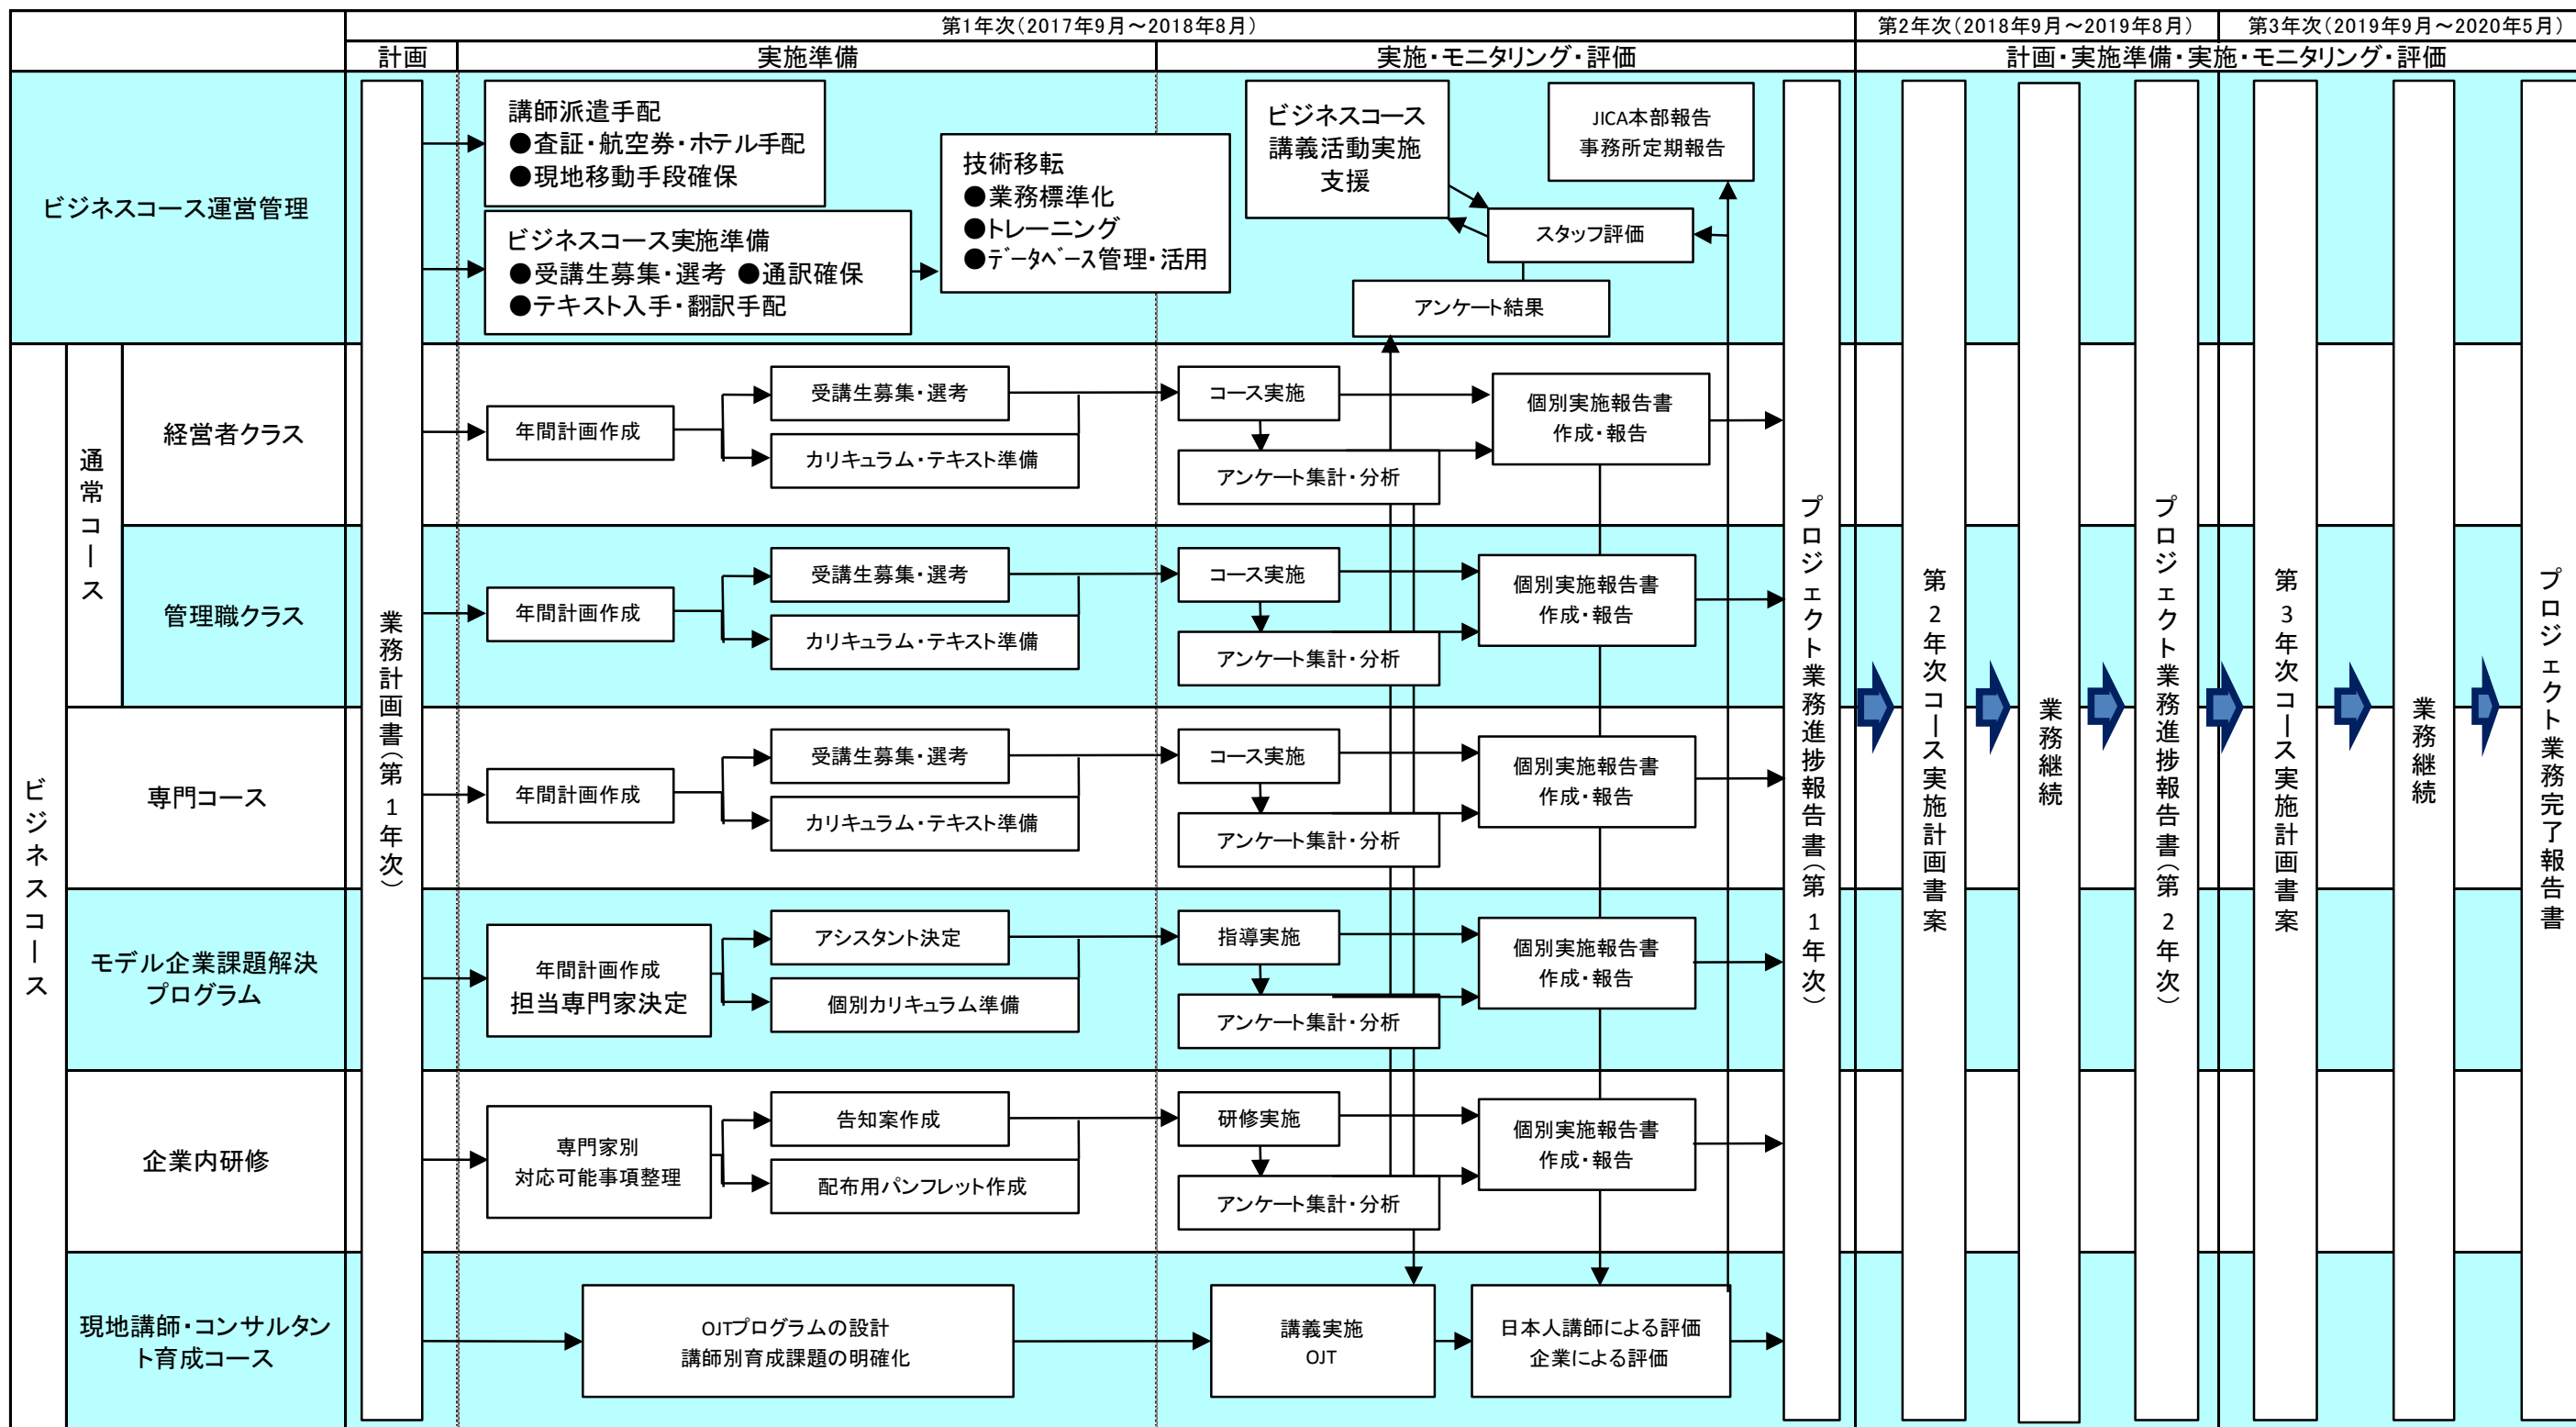 第1年次(2017年9月～2018年8月)
第2年次(2018年9月～2019年8月)
第3年次(2019年9月～2020年5月)
計画
実施準備
実施・モニタリング・評価
計画・実施準備・実施・モニタリング・評価
ビジネスコース運営管理
講師派遣手配
●査証・航空券・ホテル手配
●現地移動手段確保
ビジネスコース実施準備
●受講生募集・選考 ●通訳確保
●テキスト入手・翻訳手配
技術移転
●業務標準化
●トレーニング
●ﾃﾞｰﾀﾍﾞｰｽ管理・活用
ビジネスコース
講義活動実施
支援
JICA本部報告
事務所定期報告
スタッフ評価
アンケート結果
業務計画書(第1年次)
ビジネスコース
通常コース
経営者クラス
年間計画作成
受講生募集・選考
カリキュラム・テキスト準備
コース実施
アンケート集計・分析
個別実施報告書
作成・報告
管理職クラス
年間計画作成
受講生募集・選考
カリキュラム・テキスト準備
コース実施
アンケート集計・分析
個別実施報告書
作成・報告
専門コース
年間計画作成
受講生募集・選考
カリキュラム・テキスト準備
コース実施
アンケート集計・分析
個別実施報告書
作成・報告
モデル企業課題解決
プログラム
年間計画作成
担当専門家決定
アシスタント決定
個別カリキュラム準備
指導実施
アンケート集計・分析
個別実施報告書
作成・報告
企業内研修
専門家別
対応可能事項整理
告知案作成
配布用パンフレット作成
研修実施
アンケート集計・分析
個別実施報告書
作成・報告
現地講師・コンサルタン
ト育成コース
OJTプログラムの設計
講師別育成課題の明確化
講義実施
OJT
日本人講師による評価
企業による評価
プロジェクト業務進捗報告書(第1年次)
第2年次コース実施計画書案
業務継続
プロジェクト業務進捗報告書(第2年次)
第3年次コース実施計画書案
業務継続
プロジェクト業務完了報告書